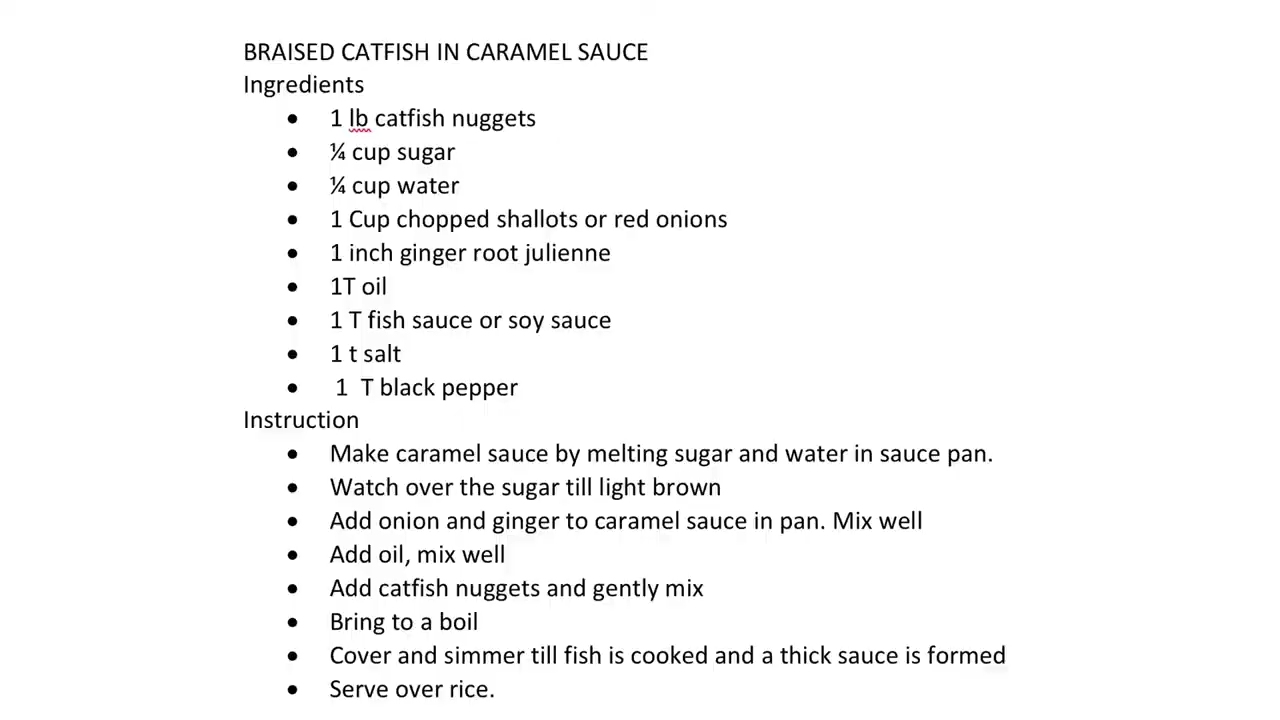 BRAISED CATFISH IN CARAMEL SAUCE
Ingredients
• 1 lb catfish nuggets
• ¼ cup sugar
• ¼ cup water
• 1 Cup chopped shallots or red onions
• 1 inch ginger root julienne
• 1T oil
• 1 T fish sauce or soy sauce
• 1 t salt
• 1  T black pepper
Instruction
• Make caramel sauce by melting sugar and water in sauce pan.
• Watch over the sugar till light brown
• Add onion and ginger to caramel sauce in pan. Mix well
• Add oil, mix well
• Add catfish nuggets and gently mix
• Bring to a boil
• Cover and simmer till fish is cooked and a thick sauce is formed
• Serve over rice.